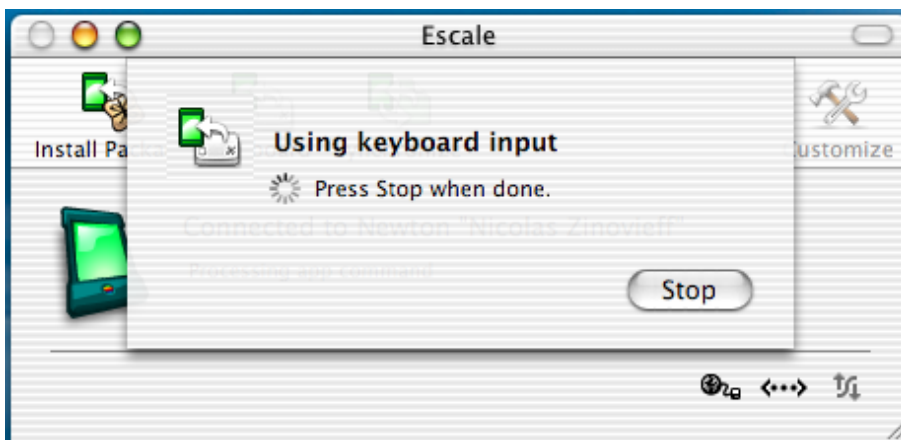 Escale
Install Pa
Customize
Using keyboard input
Press Stop when done.
Connected to Newton "Nicolas Zinovieff"
Processing app command
Stop